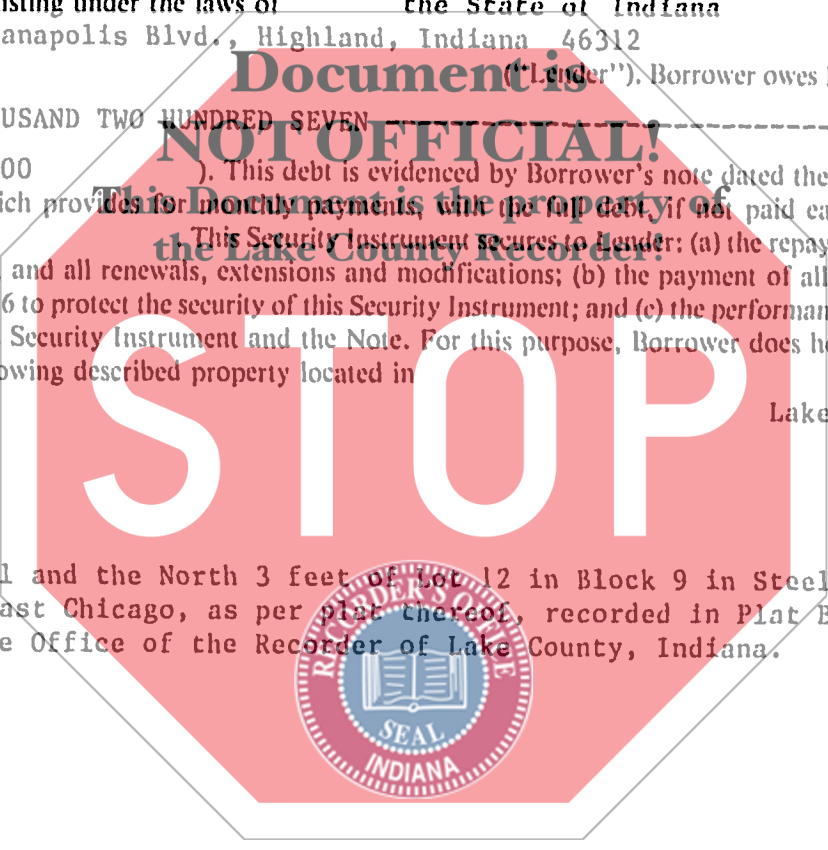 isting under the laws of the State of Indiana
anapolis Blvd., Highland, Indiana 46312
Document is
("Lender"). Borrower owes
USAND TWO HUNDRED SEVEN
NOT OFFICIAL!
00 ). This debt is evidenced by Borrower's note dated the
ich provides for monthly payments, with the full debt, if not paid ea
This Document is the property of
. This Security Instrument secures to Lender: (a) the repay
the Lake County Recorder!
and all renewals, extensions and modifications; (b) the payment of all
6 to protect the security of this Security Instrument; and (c) the performan
Security Instrument and the Note. For this purpose, Borrower does he
owing described property located in
STOP
Lake
l and the North 3 feet of Lot 12 in Block 9 in Steel
ast Chicago, as per plat thereof, recorded in Plat B
e Office of the Recorder of Lake County, Indiana.
RECORDER'S OFFICE
SEAL
INDIANA